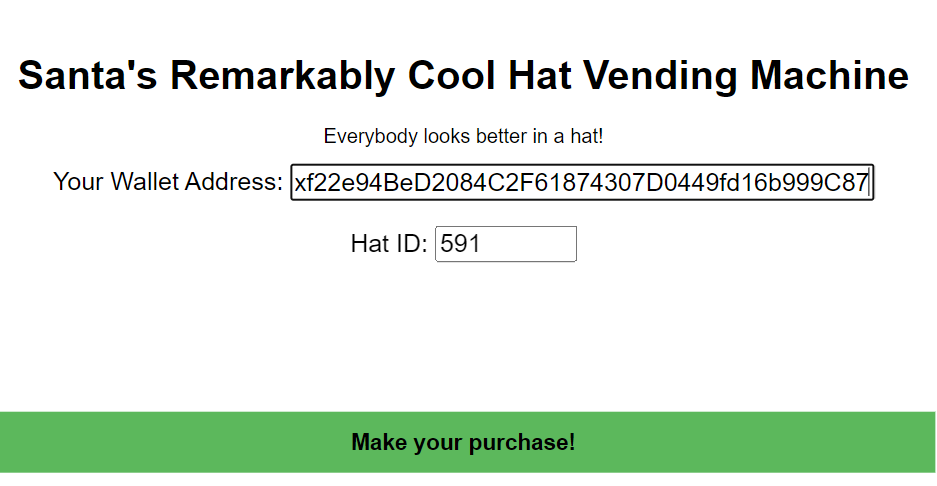 Santa's Remarkably Cool Hat Vending Machine
Everybody looks better in a hat!
Your Wallet Address: xf22e94BeD2084C2F61874307D0449fd16b999C87
Hat ID: 591
Make your purchase!